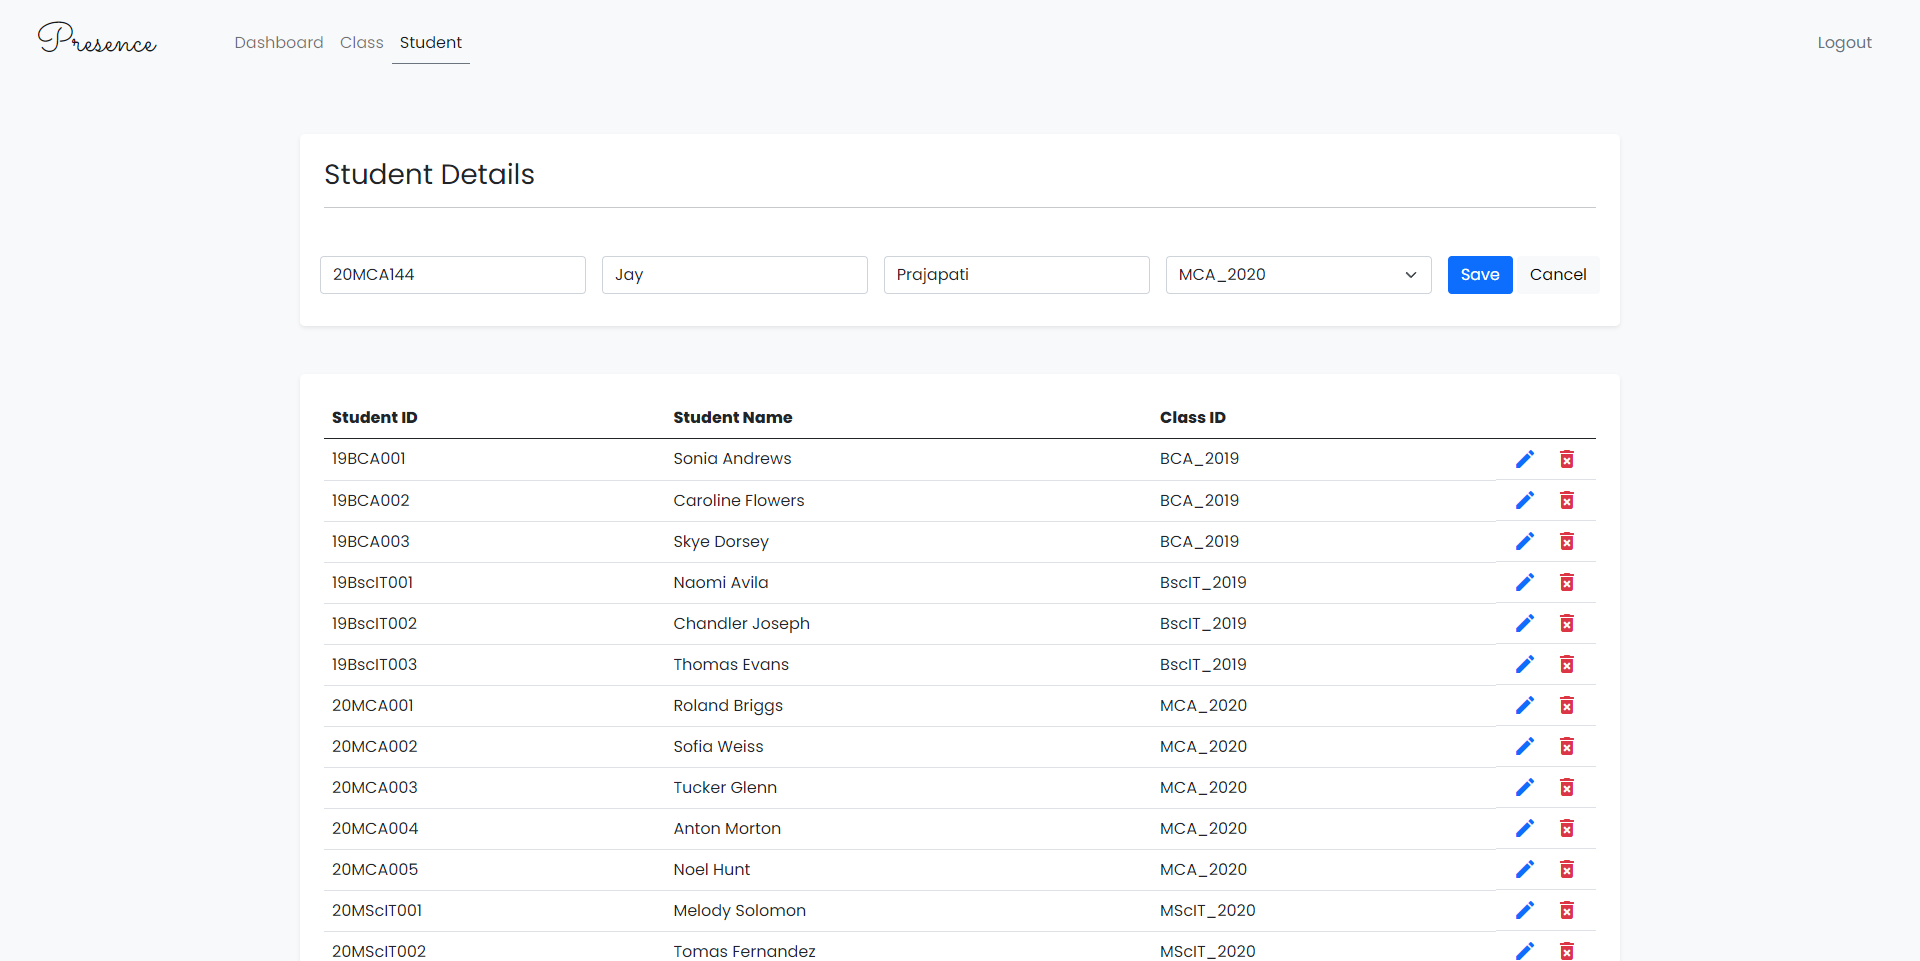 Presence Dashboard Class Student Logout
Student Details
20MCA144 Jay Prajapati MCA_2020 Save Cancel
Student ID Student Name Class ID
19BCA001 Sonia Andrews BCA_2019
19BCA002 Caroline Flowers BCA_2019
19BCA003 Skye Dorsey BCA_2019
19BscIT001 Naomi Avila BscIT_2019
19BscIT002 Chandler Joseph BscIT_2019
19BscIT003 Thomas Evans BscIT_2019
20MCA001 Roland Briggs MCA_2020
20MCA002 Sofia Weiss MCA_2020
20MCA003 Tucker Glenn MCA_2020
20MCA004 Anton Morton MCA_2020
20MCA005 Noel Hunt MCA_2020
20MScIT001 Melody Solomon MScIT_2020
20MScIT002 Tomas Fernandez MScIT_2020